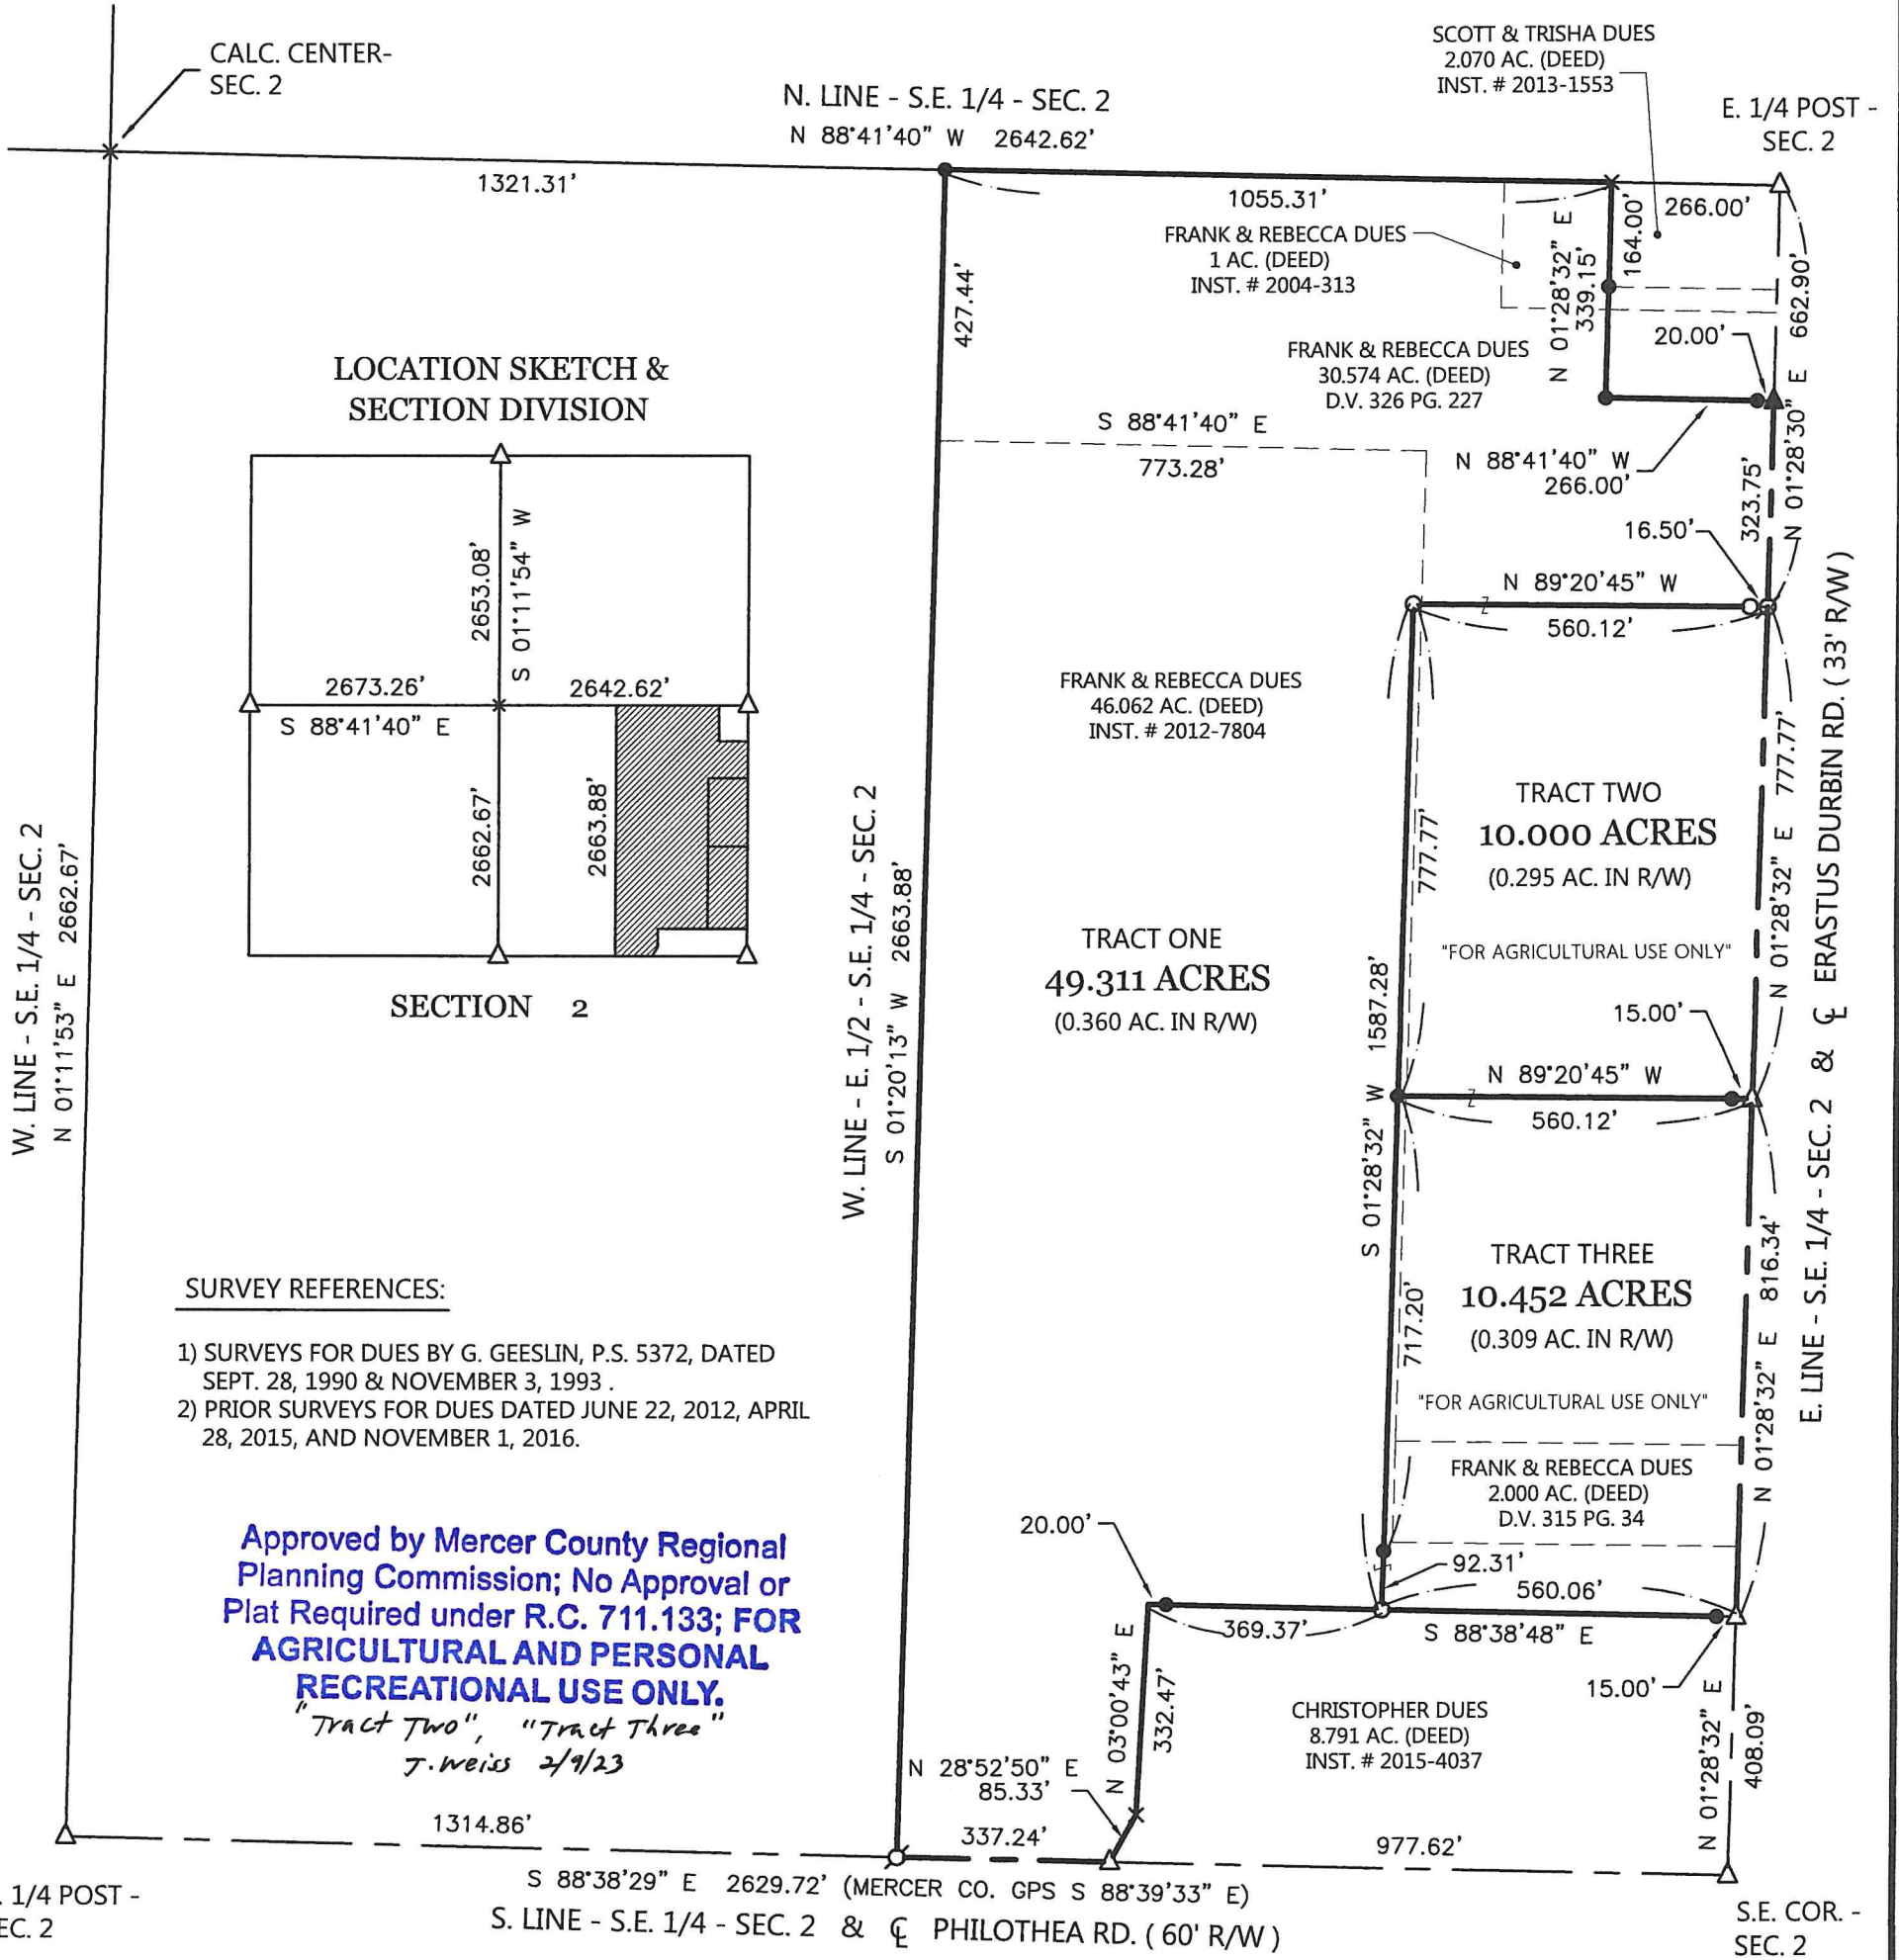 CALC. CENTER-
SEC. 2
N. LINE - S.E. 1/4 - SEC. 2
N 88°41'40" W 2642.62'
SCOTT & TRISHA DUES
2.070 AC. (DEED)
INST. # 2013-1553
E. 1/4 POST -
SEC. 2
1321.31'
1055.31'
266.00'
164.00'
N 01°28'32" E
339.15'
662.90'
N 01°28'30" E
FRANK & REBECCA DUES
1 AC. (DEED)
INST. # 2004-313
427.44'
20.00'
FRANK & REBECCA DUES
30.574 AC. (DEED)
D.V. 326 PG. 227
S 88°41'40" E
773.28'
N 88°41'40" W
266.00'
323.75'
16.50'
N 89°20'45" W
560.12'
LOCATION SKETCH &
SECTION DIVISION
2653.08'
S 01°11'54" W
2673.26'
2642.62'
S 88°41'40" E
2662.67'
2663.88'
SECTION 2
FRANK & REBECCA DUES
46.062 AC. (DEED)
INST. # 2012-7804
W. LINE - S.E. 1/4 - SEC. 2
N 01°11'53" E 2662.67'
W. LINE - E. 1/2 - S.E. 1/4 - SEC. 2
S 01°20'13" W 2663.88'
TRACT ONE
49.311 ACRES
(0.360 AC. IN R/W)
777.77'
S 01°28'32" W 1587.28'
TRACT TWO
10.000 ACRES
(0.295 AC. IN R/W)
"FOR AGRICULTURAL USE ONLY"
N 01°28'32" E 777.77'
E. LINE - S.E. 1/4 - SEC. 2 & ℄ ERASTUS DURBIN RD. ( 33' R/W )
15.00'
N 89°20'45" W
560.12'
TRACT THREE
10.452 ACRES
(0.309 AC. IN R/W)
"FOR AGRICULTURAL USE ONLY"
717.20'
N 01°28'32" E 816.34'
FRANK & REBECCA DUES
2.000 AC. (DEED)
D.V. 315 PG. 34
SURVEY REFERENCES:
1) SURVEYS FOR DUES BY G. GEESLIN, P.S. 5372, DATED
SEPT. 28, 1990 & NOVEMBER 3, 1993 .
2) PRIOR SURVEYS FOR DUES DATED JUNE 22, 2012, APRIL
28, 2015, AND NOVEMBER 1, 2016.
Approved by Mercer County Regional
Planning Commission; No Approval or
Plat Required under R.C. 711.133; FOR
AGRICULTURAL AND PERSONAL
RECREATIONAL USE ONLY.
"Tract Two", "Tract Three"
J. Weiss 2/9/23
20.00'
92.31'
560.06'
369.37'
S 88°38'48" E
15.00'
N 03°00'43" E
332.47'
CHRISTOPHER DUES
8.791 AC. (DEED)
INST. # 2015-4037
N 01°28'32" E
408.09'
N 28°52'50" E
85.33'
1314.86'
337.24'
977.62'
S 88°38'29" E 2629.72' (MERCER CO. GPS S 88°39'33" E)
S. LINE - S.E. 1/4 - SEC. 2 & ℄ PHILOTHEA RD. ( 60' R/W )
. 1/4 POST -
EC. 2
S.E. COR. -
SEC. 2